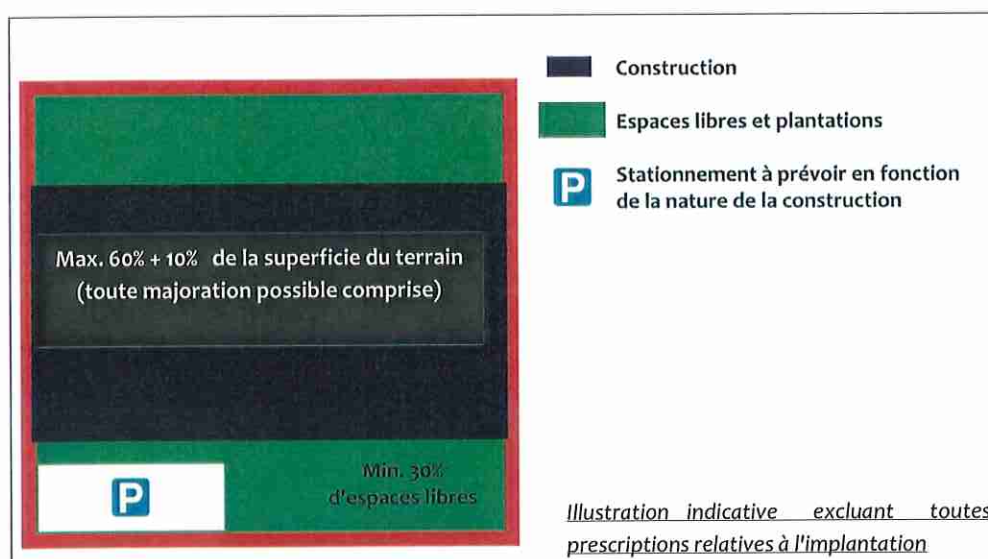 Construction
Espaces libres et plantations
P
Stationnement à prévoir en fonction
de la nature de la construction
Max. 60% + 10% de la superficie du terrain
(toute majoration possible comprise)
P
Min. 30%
d'espaces libres
Illustration indicative excluant toutes
prescriptions relatives à l'implantation